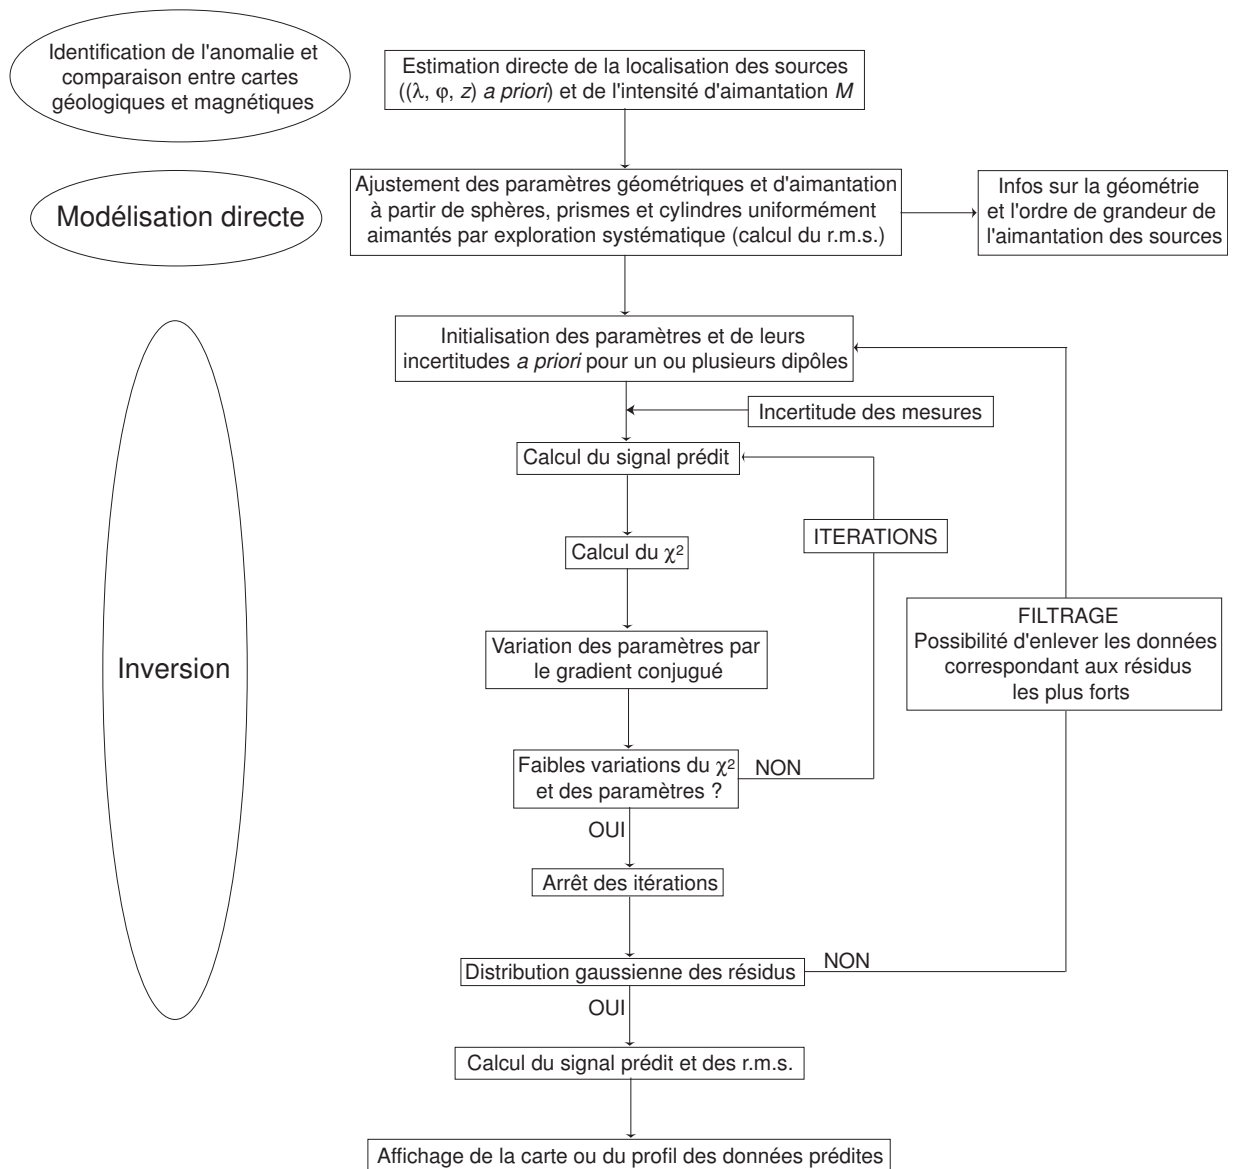 Identification de l'anomalie et
comparaison entre cartes
géologiques et magnétiques
Estimation directe de la localisation des sources
((λ, φ, z) a priori) et de l'intensité d'aimantation M
Modélisation directe
Ajustement des paramètres géométriques et d'aimantation
à partir de sphères, prismes et cylindres uniformément
aimantés par exploration systématique (calcul du r.m.s.)
Infos sur la géométrie
et l'ordre de grandeur de
l'aimantation des sources
Inversion
Initialisation des paramètres et de leurs
incertitudes a priori pour un ou plusieurs dipôles
Incertitude des mesures
Calcul du signal prédit
ITERATIONS
Calcul du χ²
Variation des paramètres par
le gradient conjugué
FILTRAGE
Possibilité d'enlever les données
correspondant aux résidus
les plus forts
Faibles variations du χ²
et des paramètres ?
NON
OUI
Arrêt des itérations
Distribution gaussienne des résidus
NON
OUI
Calcul du signal prédit et des r.m.s.
Affichage de la carte ou du profil des données prédites